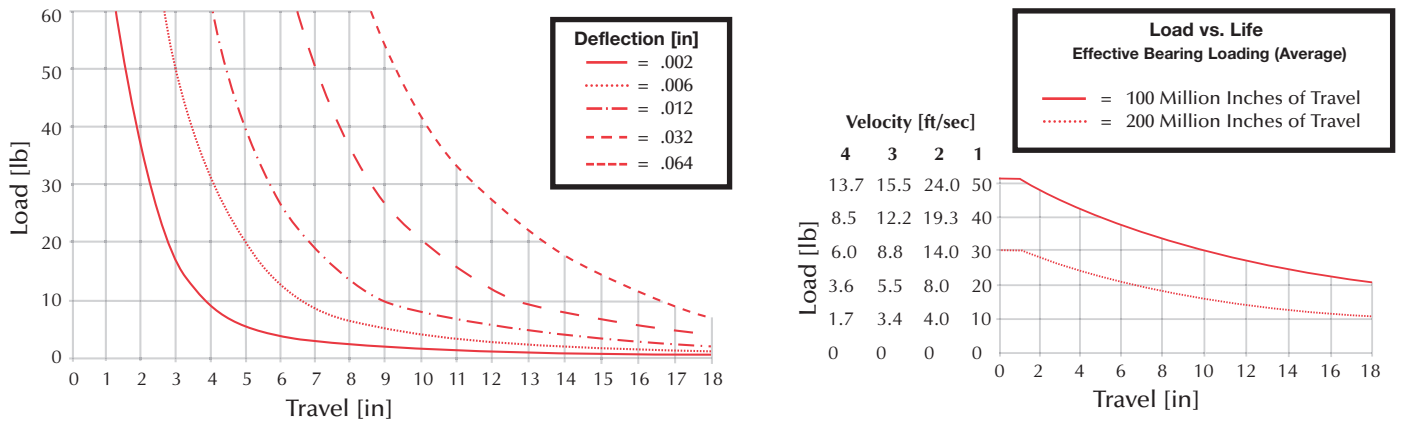 60
50
40
30
20
10
0
Load [lb]
0 1 2 3 4 5 6 7 8 9 10 11 12 13 14 15 16 17 18
Travel [in]
Deflection [in]
= .002
= .006
= .012
= .032
= .064
Load vs. Life
Effective Bearing Loading (Average)
= 100 Million Inches of Travel
= 200 Million Inches of Travel
Velocity [ft/sec]
4 3 2 1
13.7 15.5 24.0 50
8.5 12.2 19.3 40
6.0 8.8 14.0 30
3.6 5.5 8.0 20
1.7 3.4 4.0 10
0 0 0 0
Load [lb]
0 2 4 6 8 10 12 14 16 18
Travel [in]